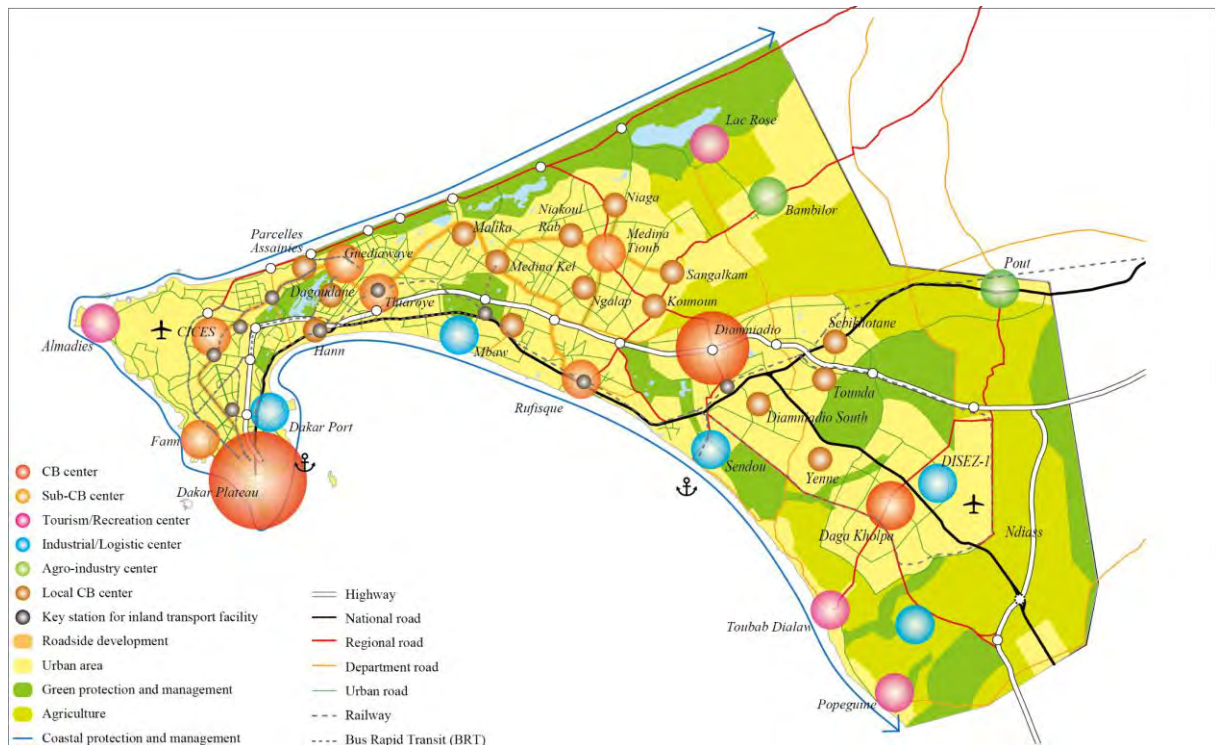 Lac Rose
Niaga
Bambilor
Niakoul
Rab
Medina
Tioub
Malika
Parcelles
Assainies
Guediawaye
Medina Kel
Sangalkam
Pont
Dagoudane
Thiaroye
Ngalap
Koumoun
Diamniadio
Sebikhotane
Almadies
CICES
Hann
Mbaw
Rufisque
Tounda
Diamniadio South
Fann
Dakar Port
Sendou
Yenne
DISEZ-1
Dakar Plateau
Daga Kholpa
Ndiass
Toubab Dialaw
Popeguine
CB center
Sub-CB center
Tourism/Recreation center
Industrial/Logistic center
Agro-industry center
Local CB center
Key station for inland transport facility
Roadside development
Urban area
Green protection and management
Agriculture
Coastal protection and management
Highway
National road
Regional road
Department road
Urban road
Railway
Bus Rapid Transit (BRT)